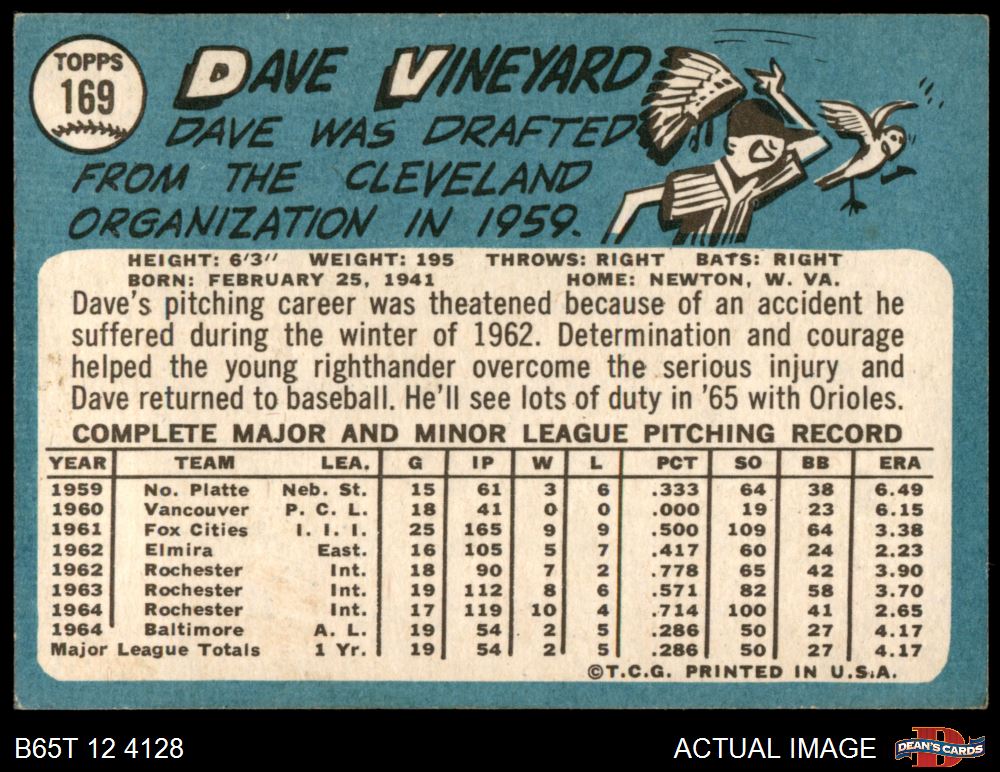 TOPPS
169
DAVE VINEYARD
DAVE WAS DRAFTED
FROM THE CLEVELAND
ORGANIZATION IN 1959.
HEIGHT: 6'3" WEIGHT: 195 THROWS: RIGHT BATS: RIGHT
BORN: FEBRUARY 25, 1941 HOME: NEWTON, W. VA.
Dave's pitching career was theatened because of an accident he
suffered during the winter of 1962. Determination and courage
helped the young righthander overcome the serious injury and
Dave returned to baseball. He'll see lots of duty in '65 with Orioles.
COMPLETE MAJOR AND MINOR LEAGUE PITCHING RECORD
YEAR TEAM LEA. G IP W L PCT SO BB ERA
1959 No. Platte Neb. St. 15 61 3 6 .333 64 38 6.49
1960 Vancouver P. C. L. 18 41 0 0 .000 19 23 6.15
1961 Fox Cities I. I. I. 25 165 9 9 .500 109 64 3.38
1962 Elmira East. 16 105 5 7 .417 60 24 2.23
1962 Rochester Int. 18 90 7 2 .778 65 42 3.90
1963 Rochester Int. 19 112 8 6 .571 82 58 3.70
1964 Rochester Int. 17 119 10 4 .714 100 41 2.65
1964 Baltimore A. L. 19 54 2 5 .286 50 27 4.17
Major League Totals 1 Yr. 19 54 2 5 .286 50 27 4.17
©T.C.G. PRINTED IN U.S.A.
B65T 12 4128 ACTUAL IMAGE
D
DEAN'S CARDS